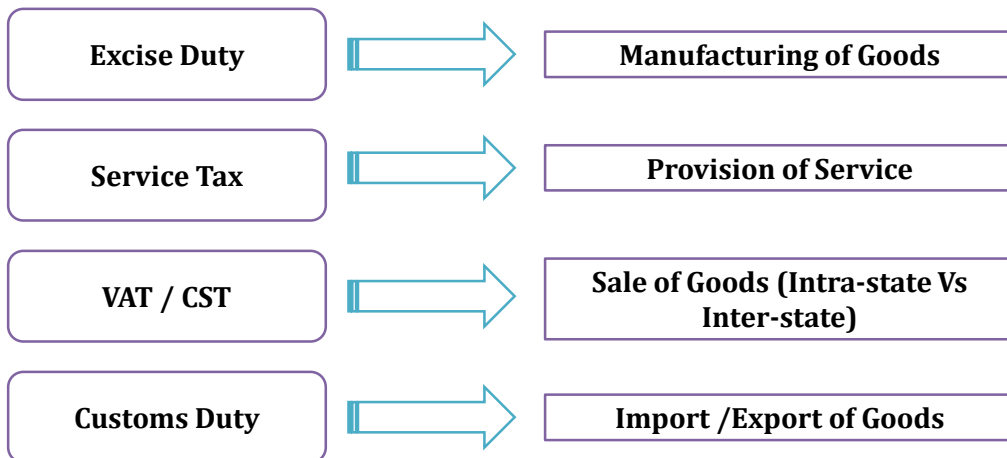 Excise Duty
Manufacturing of Goods
Service Tax
Provision of Service
VAT / CST
Sale of Goods (Intra-state Vs
Inter-state)
Customs Duty
Import /Export of Goods